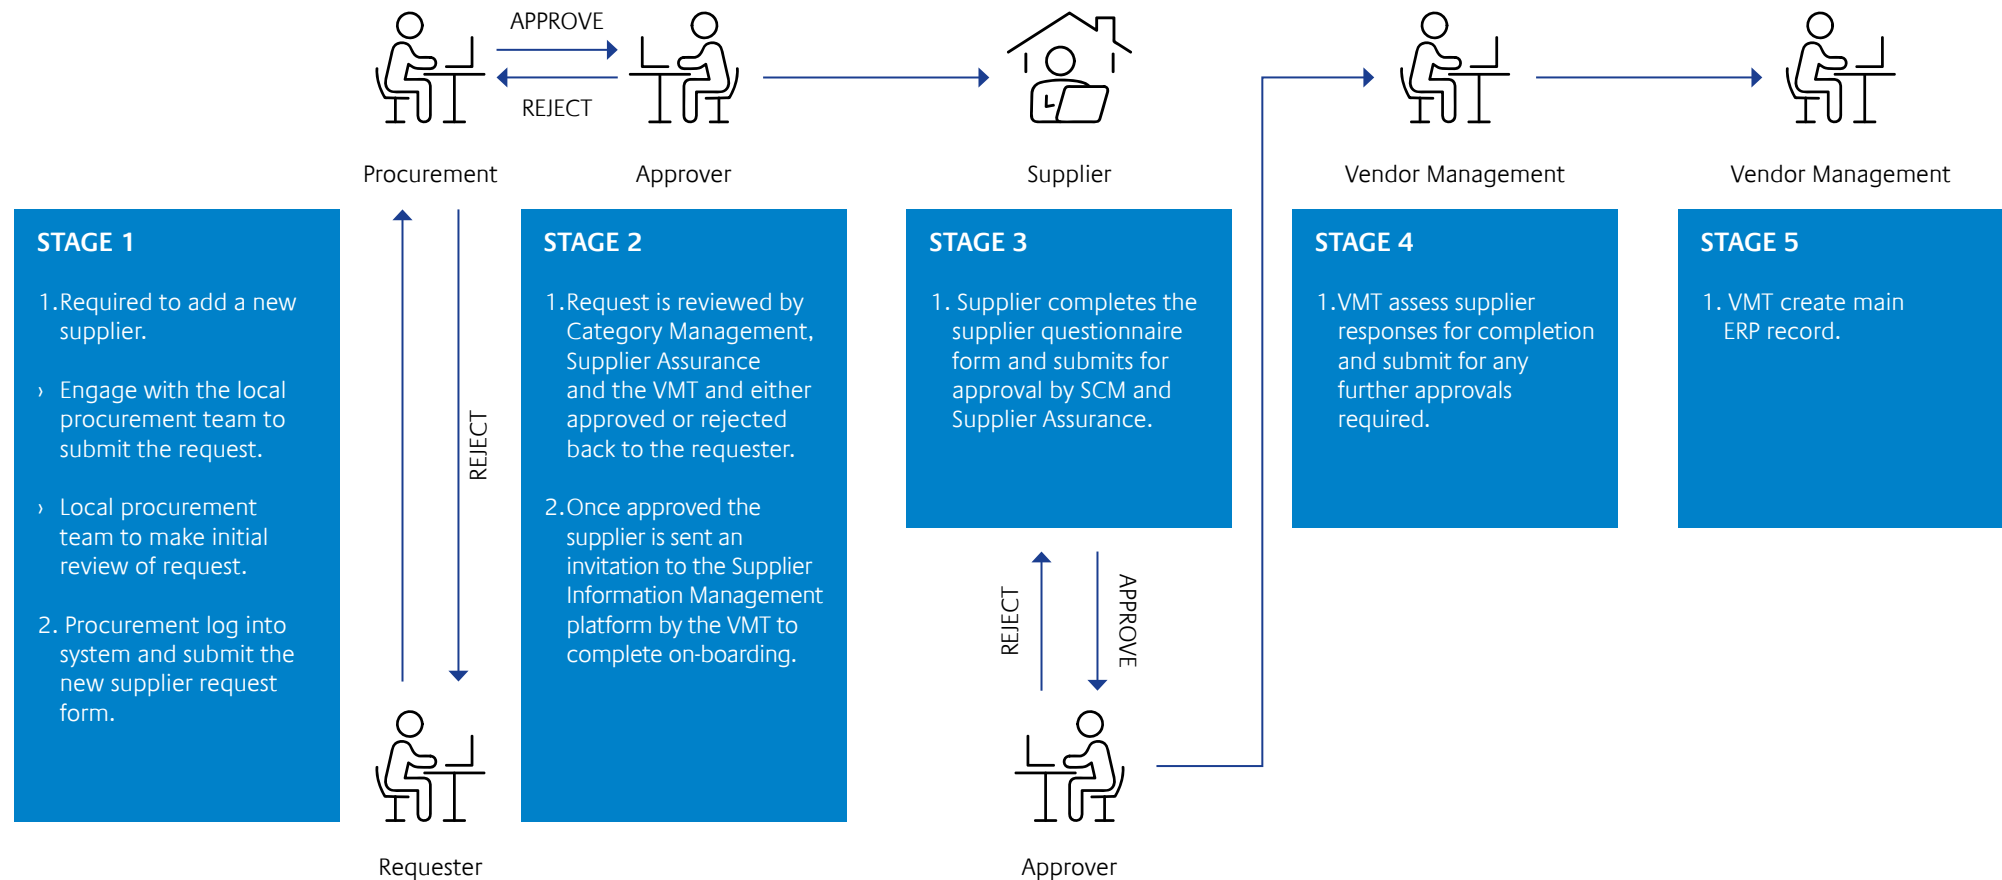 APPROVE
REJECT
Procurement
Approver
Supplier
Vendor Management
Vendor Management
STAGE 1
1.Required to add a new
supplier.
› Engage with the local
procurement team to
submit the request.
› Local procurement
team to make initial
review of request.
2. Procurement log into
system and submit the
new supplier request
form.
REJECT
Requester
STAGE 2
1.Request is reviewed by
Category Management,
Supplier Assurance
and the VMT and either
approved or rejected
back to the requester.
2.Once approved the
supplier is sent an
invitation to the Supplier
Information Management
platform by the VMT to
complete on-boarding.
STAGE 3
1. Supplier completes the
supplier questionnaire
form and submits for
approval by SCM and
Supplier Assurance.
REJECT
APPROVE
Approver
STAGE 4
1.VMT assess supplier
responses for completion
and submit for any
further approvals
required.
STAGE 5
1. VMT create main
ERP record.